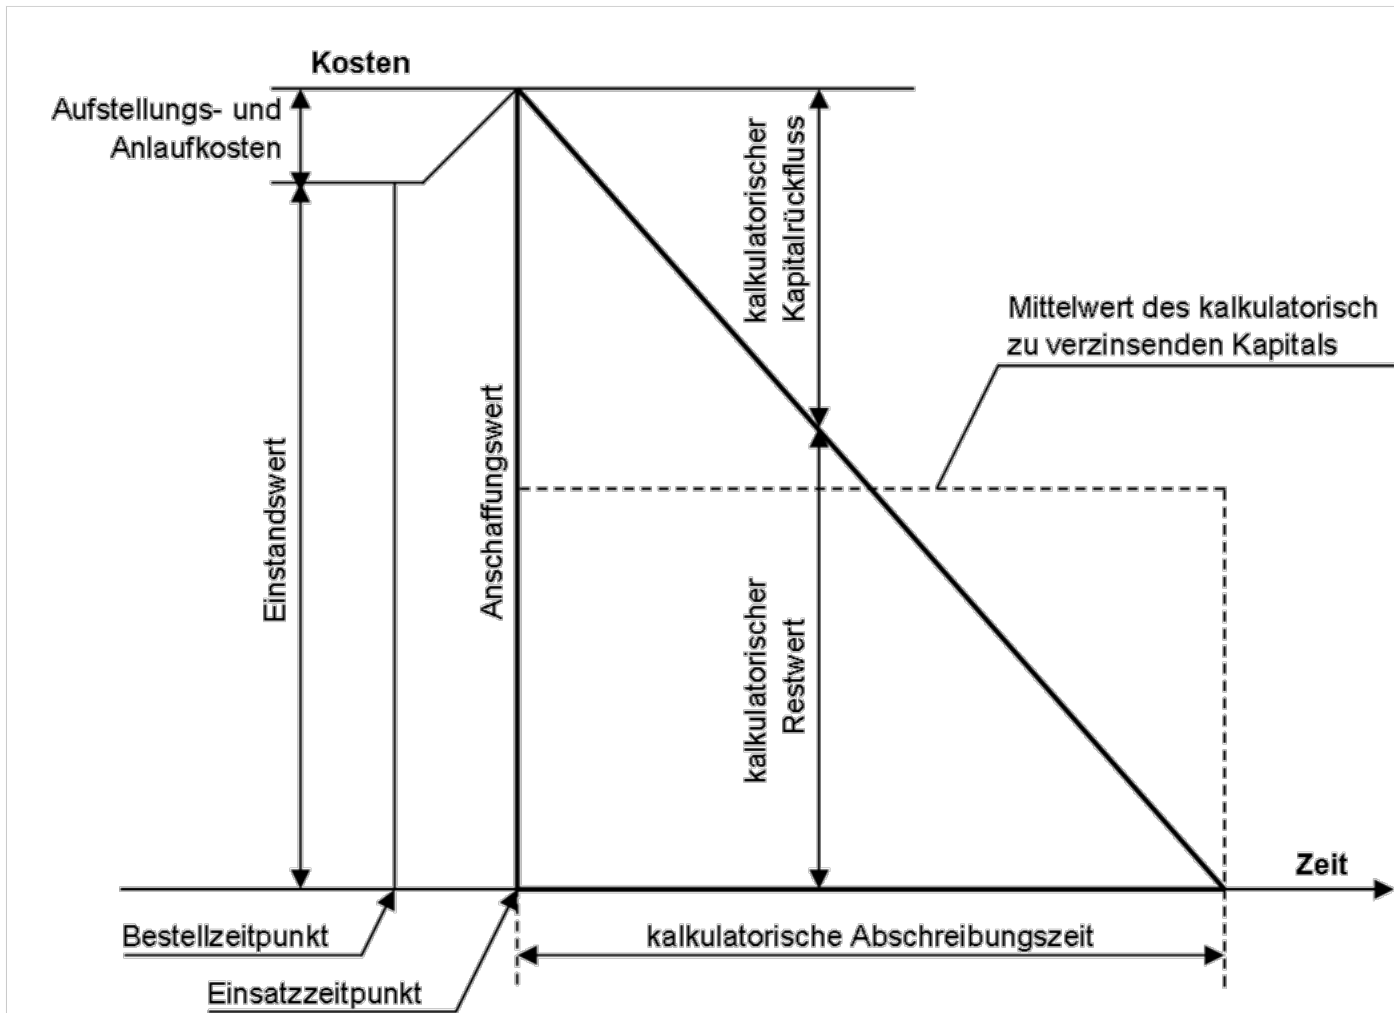 Kosten
Aufstellungs- und
Anlaufkosten
kalkulatorischer
Kapitalrückfluss
Mittelwert des kalkulatorisch
zu verzinsenden Kapitals
Einstandswert
Anschaffungswert
kalkulatorischer
Restwert
Zeit
Bestellzeitpunkt
kalkulatorische Abschreibungszeit
Einsatzzeitpunkt